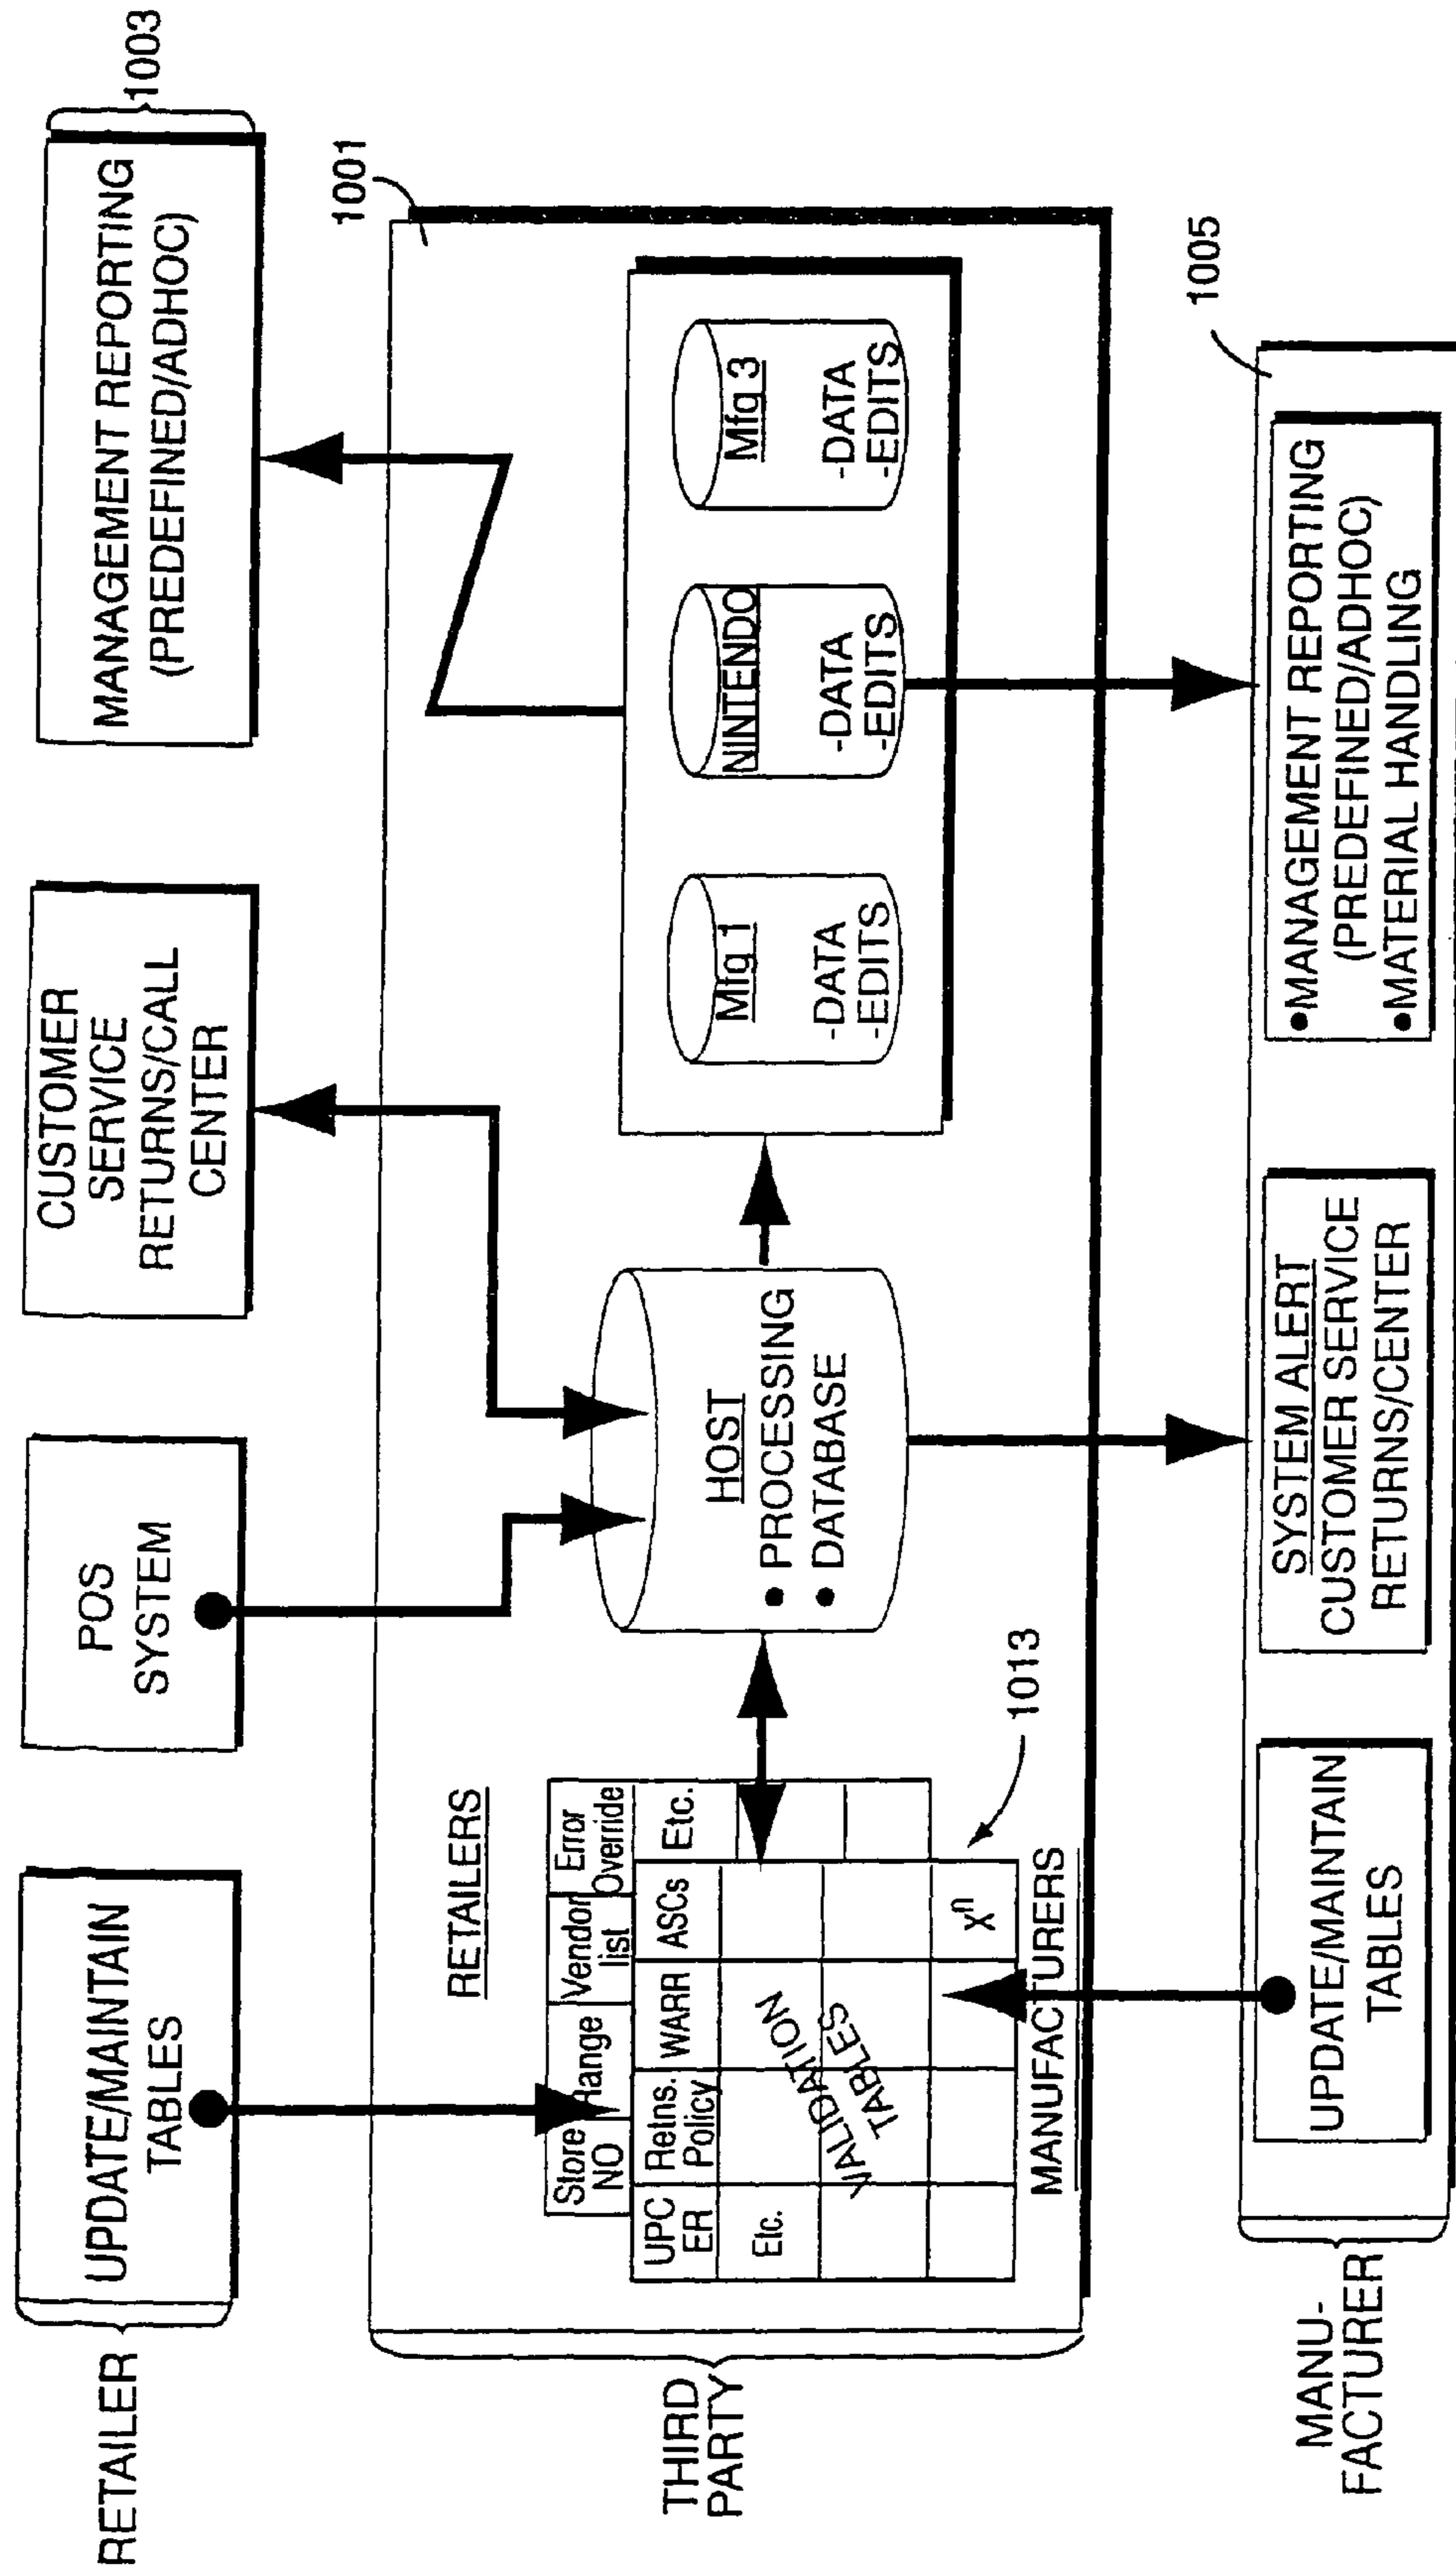 RETAILER
UPDATE/MAINTAIN
TABLES
POS
SYSTEM
CUSTOMER
SERVICE
RETURNS/CALL
CENTER
MANAGEMENT REPORTING
(PREDEFINED/ADHOC)
1003
1001
THIRD
PARTY
RETAILERS
Store
NO
Range
Vendor
list
Error
Override
UPC
ER
Retns.
Policy
WARR
ASCs
Etc.
Etc.
VALIDATION
TABLES
Xⁿ
MANUFACTURERS
1013
HOST
• PROCESSING
• DATABASE
Mfg 1
-DATA
-EDITS
NINTENDO
-DATA
-EDITS
Mfg 3
-DATA
-EDITS
1005
MANU-
FACTURER
UPDATE/MAINTAIN
TABLES
SYSTEM ALERT
CUSTOMER SERVICE
RETURNS/CENTER
•MANAGEMENT REPORTING
(PREDEFINED/ADHOC)
•MATERIAL HANDLING